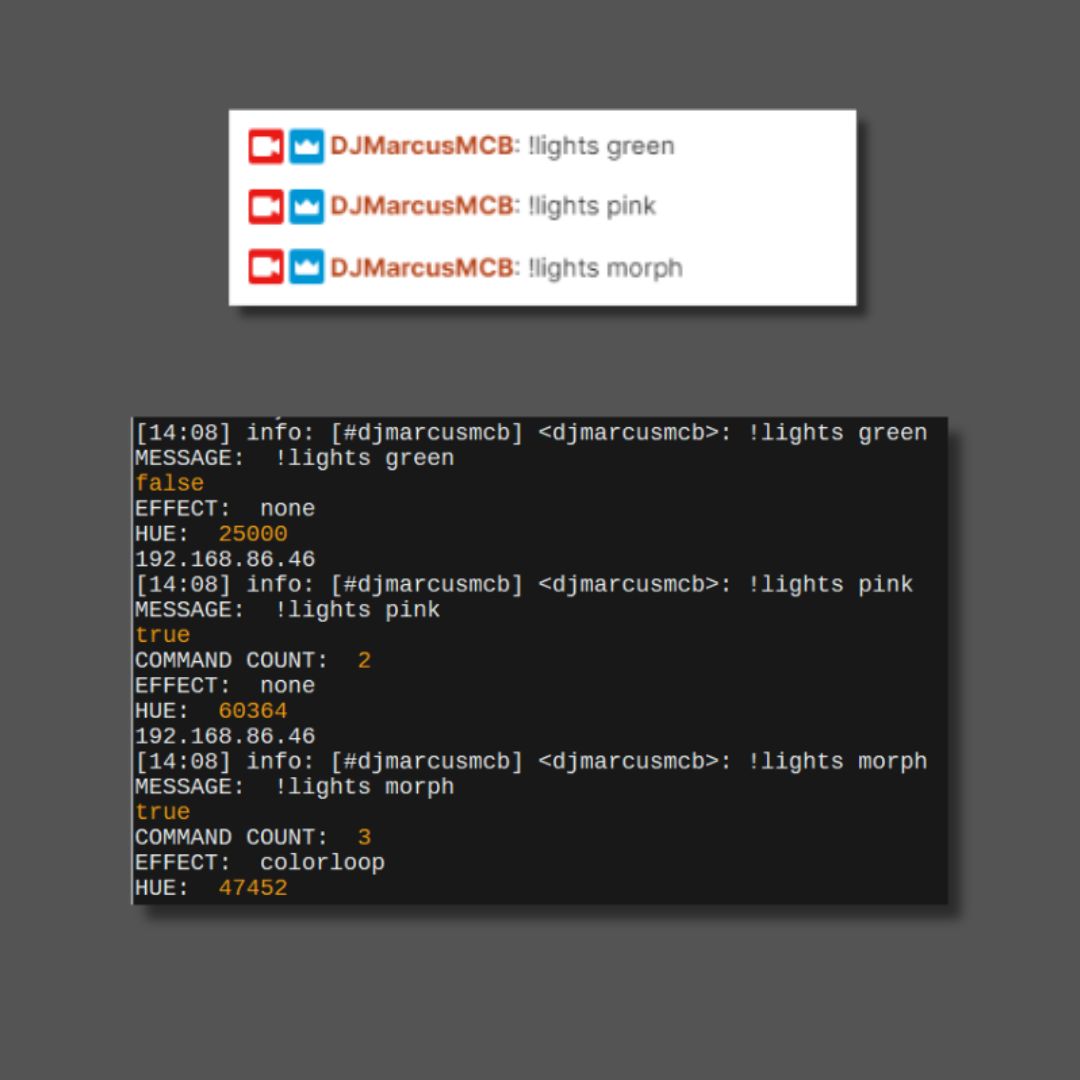 DJMarcusMCB: !lights green
DJMarcusMCB: !lights pink
DJMarcusMCB: !lights morph
[14:08] info: [#djmarcusmcb] <djmarcusmcb>: !lights green
MESSAGE:  !lights green
false
EFFECT:  none
HUE:  25000
192.168.86.46
[14:08] info: [#djmarcusmcb] <djmarcusmcb>: !lights pink
MESSAGE:  !lights pink
true
COMMAND COUNT:  2
EFFECT:  none
HUE:  60364
192.168.86.46
[14:08] info: [#djmarcusmcb] <djmarcusmcb>: !lights morph
MESSAGE:  !lights morph
true
COMMAND COUNT:  3
EFFECT:  colorloop
HUE:  47452